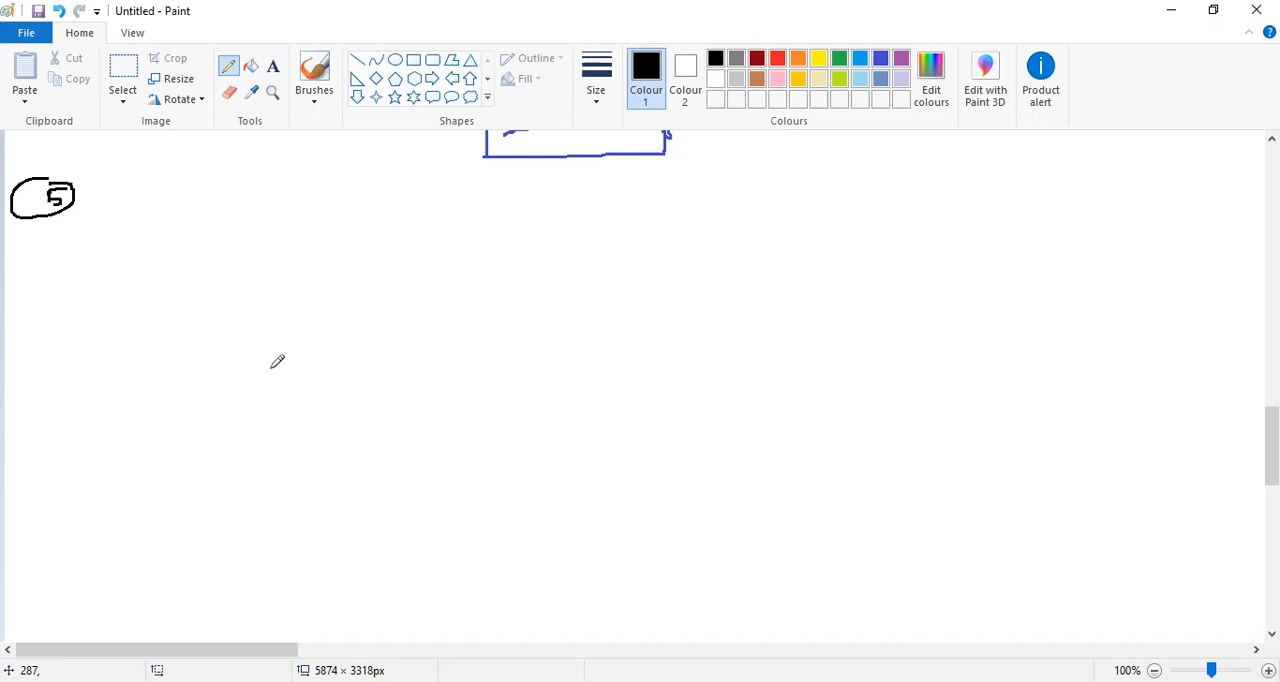 Untitled - Paint
File Home View
Paste
Cut
Copy
Clipboard
Select
Crop
Resize
Rotate
Image
A
Tools
Brushes
Outline
Fill
Shapes
Size
Colour 1
Colour 2
Edit colours
Colours
Edit with Paint 3D
Product alert
5
287,
5874 × 3318px
100%